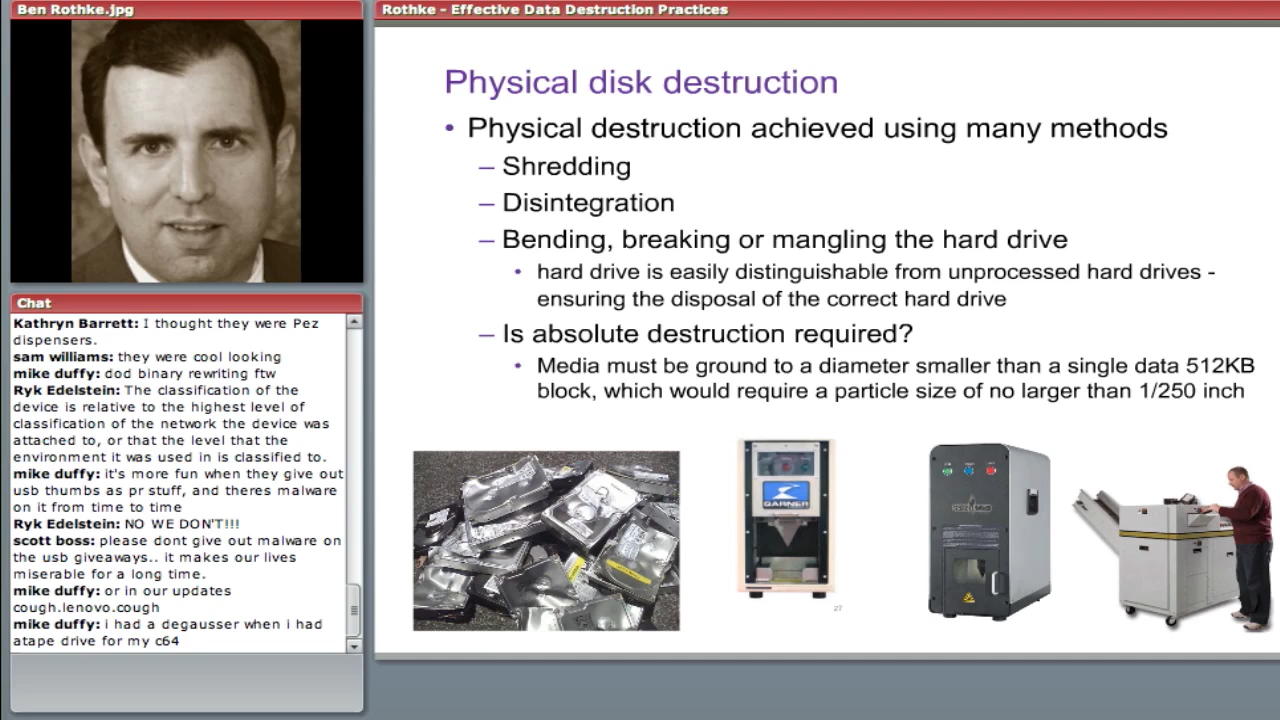 Ben Rothke.jpg
Rothke - Effective Data Destruction Practices
Physical disk destruction
• Physical destruction achieved using many methods
– Shredding
– Disintegration
– Bending, breaking or mangling the hard drive
• hard drive is easily distinguishable from unprocessed hard drives -
ensuring the disposal of the correct hard drive
– Is absolute destruction required?
• Media must be ground to a diameter smaller than a single data 512KB
block, which would require a particle size of no larger than 1/250 inch
GARNER
27
Chat
Kathryn Barrett: I thought they were Pez
dispensers.
sam williams: they were cool looking
mike duffy: dod binary rewriting ftw
Ryk Edelstein: The classification of the
device is relative to the highest level of
classification of the network the device was
attached to, or that the level that the
environment it was used in is classified to.
mike duffy: it's more fun when they give out
usb thumbs as pr stuff, and theres malware
on it from time to time
Ryk Edelstein: NO WE DON'T!!!
scott boss: please dont give out malware on
the usb giveaways.. it makes our lives
miserable for a long time.
mike duffy: or in our updates
cough.lenovo.cough
mike duffy: i had a degausser when i had
atape drive for my c64